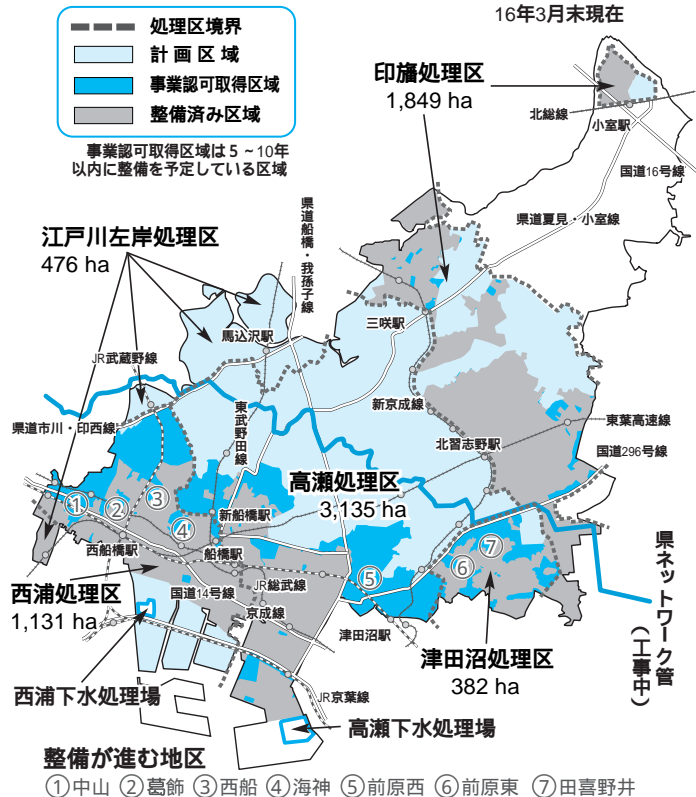 16年3月末現在
処理区境界
計画区域
事業認可取得区域
整備済み区域
事業認可取得区域は5~10年
以内に整備を予定している区域
印旛処理区
1,849 ha
北総線
小室駅
国道16号線
県道夏見・小室線
県道船橋・我孫子線
江戸川左岸処理区
476 ha
馬込沢駅
三咲駅
JR武蔵野線
東武野田線
新京成線
県道市川・印西線
北習志野駅
東葉高速線
国道296号線
高瀬処理区
3,135 ha
新船橋駅
① ② ③ ④ ⑤ ⑥ ⑦
西船橋駅
船橋駅
西浦処理区
1,131 ha
国道14号線
JR総武線
京成線
津田沼駅
津田沼処理区
382 ha
県ネットワーク管
(工事中)
西浦下水処理場
JR京葉線
高瀬下水処理場
整備が進む地区
①中山 ②葛飾 ③西船 ④海神 ⑤前原西 ⑥前原東 ⑦田喜野井